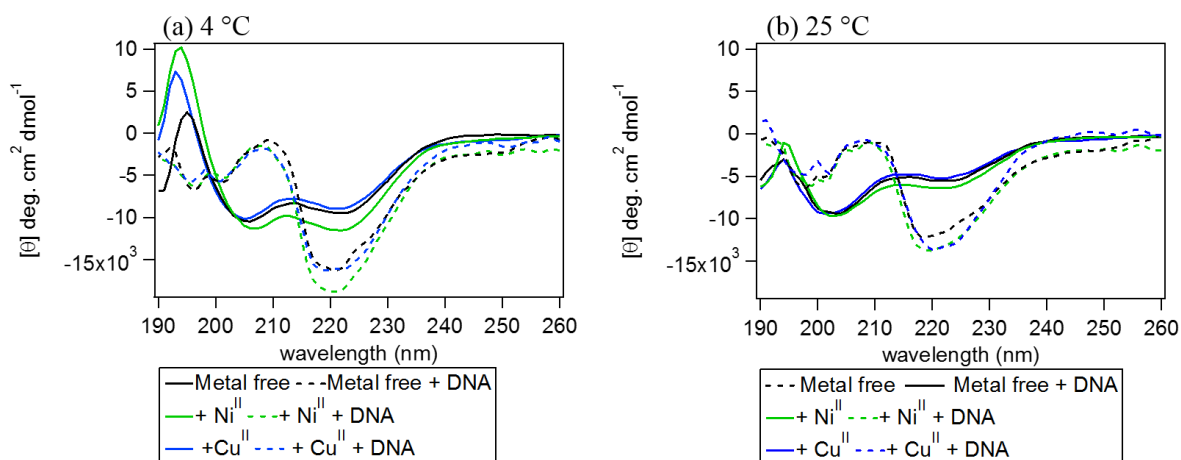 (a) 4 °C
10
5
0
-5
-10
-15x10³
[θ] deg. cm² dmol⁻¹
190 200 210 220 230 240 250 260
wavelength (nm)
Metal free Metal free + DNA
+ Niᴵᴵ + Niᴵᴵ + DNA
+Cuᴵᴵ + Cuᴵᴵ + DNA
(b) 25 °C
10
5
0
-5
-10
-15x10³
[θ] deg. cm² dmol⁻¹
190 200 210 220 230 240 250 260
wavelength (nm)
Metal free Metal free + DNA
+ Niᴵᴵ + Niᴵᴵ + DNA
+ Cuᴵᴵ + Cuᴵᴵ + DNA